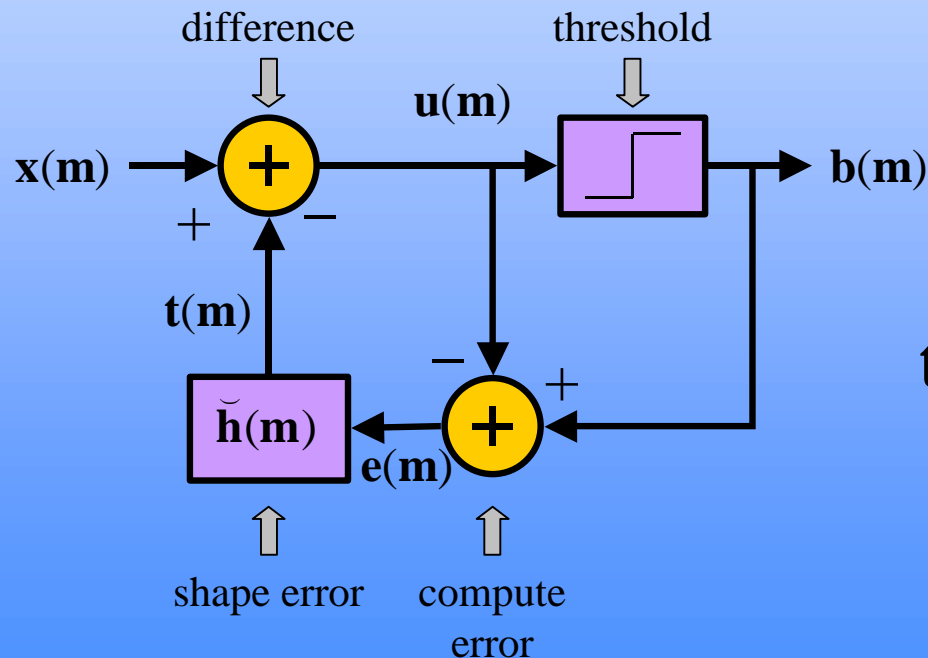 difference
threshold
u(m)
x(m)
+
b(m)
+
−
t(m)
−
+
t
h̆(m)
+
e(m)
shape error
compute
error